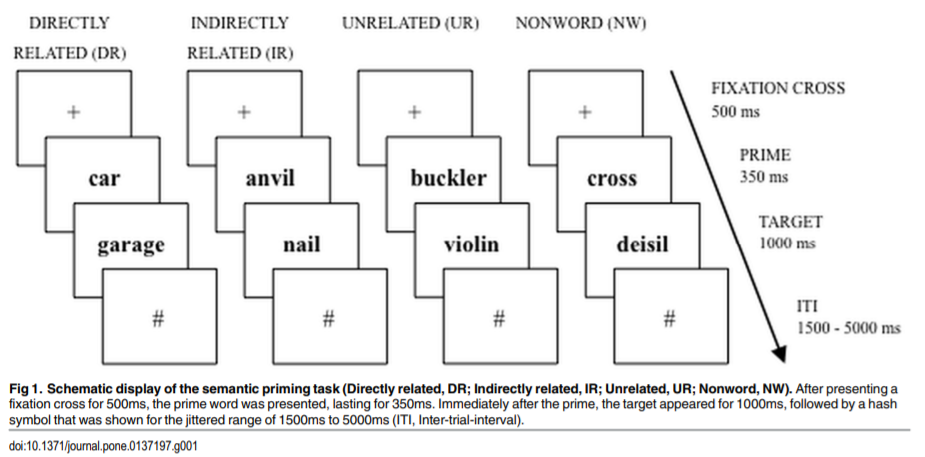 DIRECTLY
RELATED (DR)
INDIRECTLY
RELATED (IR)
UNRELATED (UR)
NONWORD (NW)
+
+
+
+
FIXATION CROSS
500 ms
car
anvil
buckler
cross
PRIME
350 ms
garage
nail
violin
deisil
TARGET
1000 ms
#
#
#
#
ITI
1500 - 5000 ms
Fig 1. Schematic display of the semantic priming task (Directly related, DR; Indirectly related, IR; Unrelated, UR; Nonword, NW). After presenting a
fixation cross for 500ms, the prime word was presented, lasting for 350ms. Immediately after the prime, the target appeared for 1000ms, followed by a hash
symbol that was shown for the jittered range of 1500ms to 5000ms (ITI, Inter-trial-interval).
doi:10.1371/journal.pone.0137197.g001